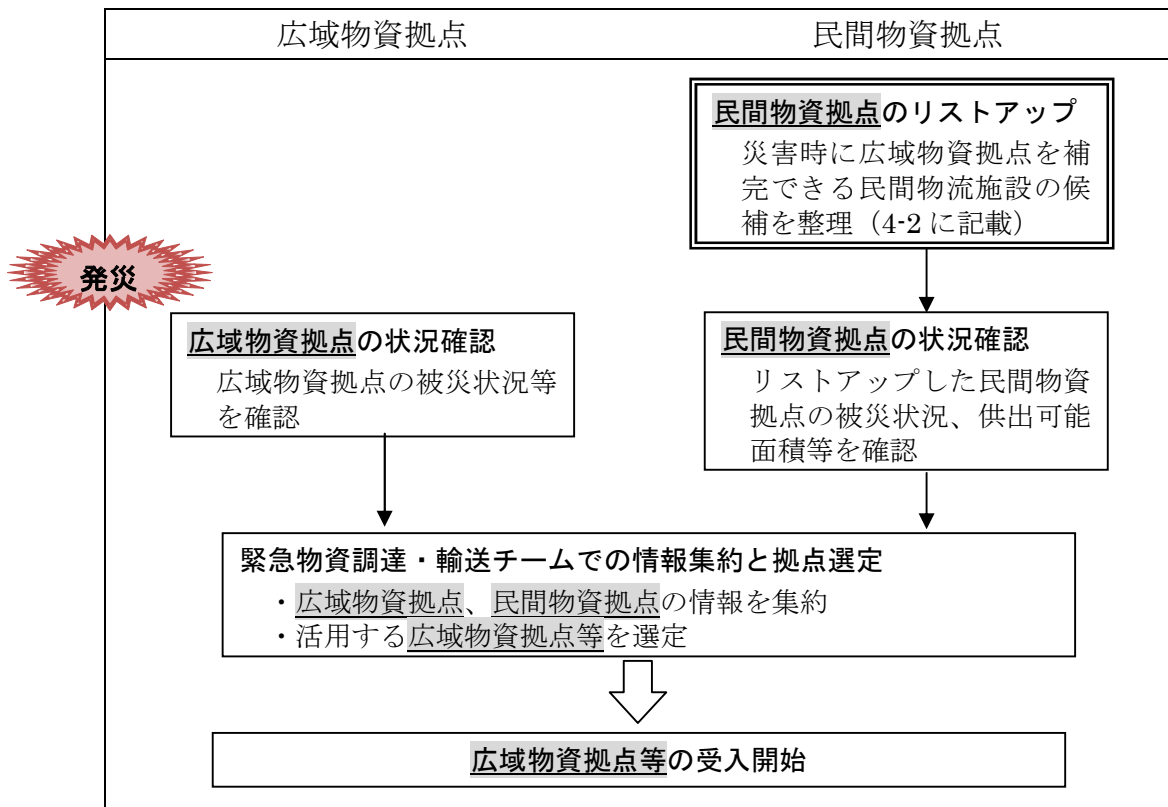 広域物資拠点
民間物資拠点
民間物資拠点のリストアップ
災害時に広域物資拠点を補
完できる民間物流施設の候
補を整理（4-2 に記載）
発災
広域物資拠点の状況確認
広域物資拠点の被災状況等
を確認
民間物資拠点の状況確認
リストアップした民間物資
拠点の被災状況、供出可能
面積等を確認
緊急物資調達・輸送チームでの情報集約と拠点選定
・広域物資拠点、民間物資拠点の情報を集約
・活用する広域物資拠点等を選定
広域物資拠点等の受入開始